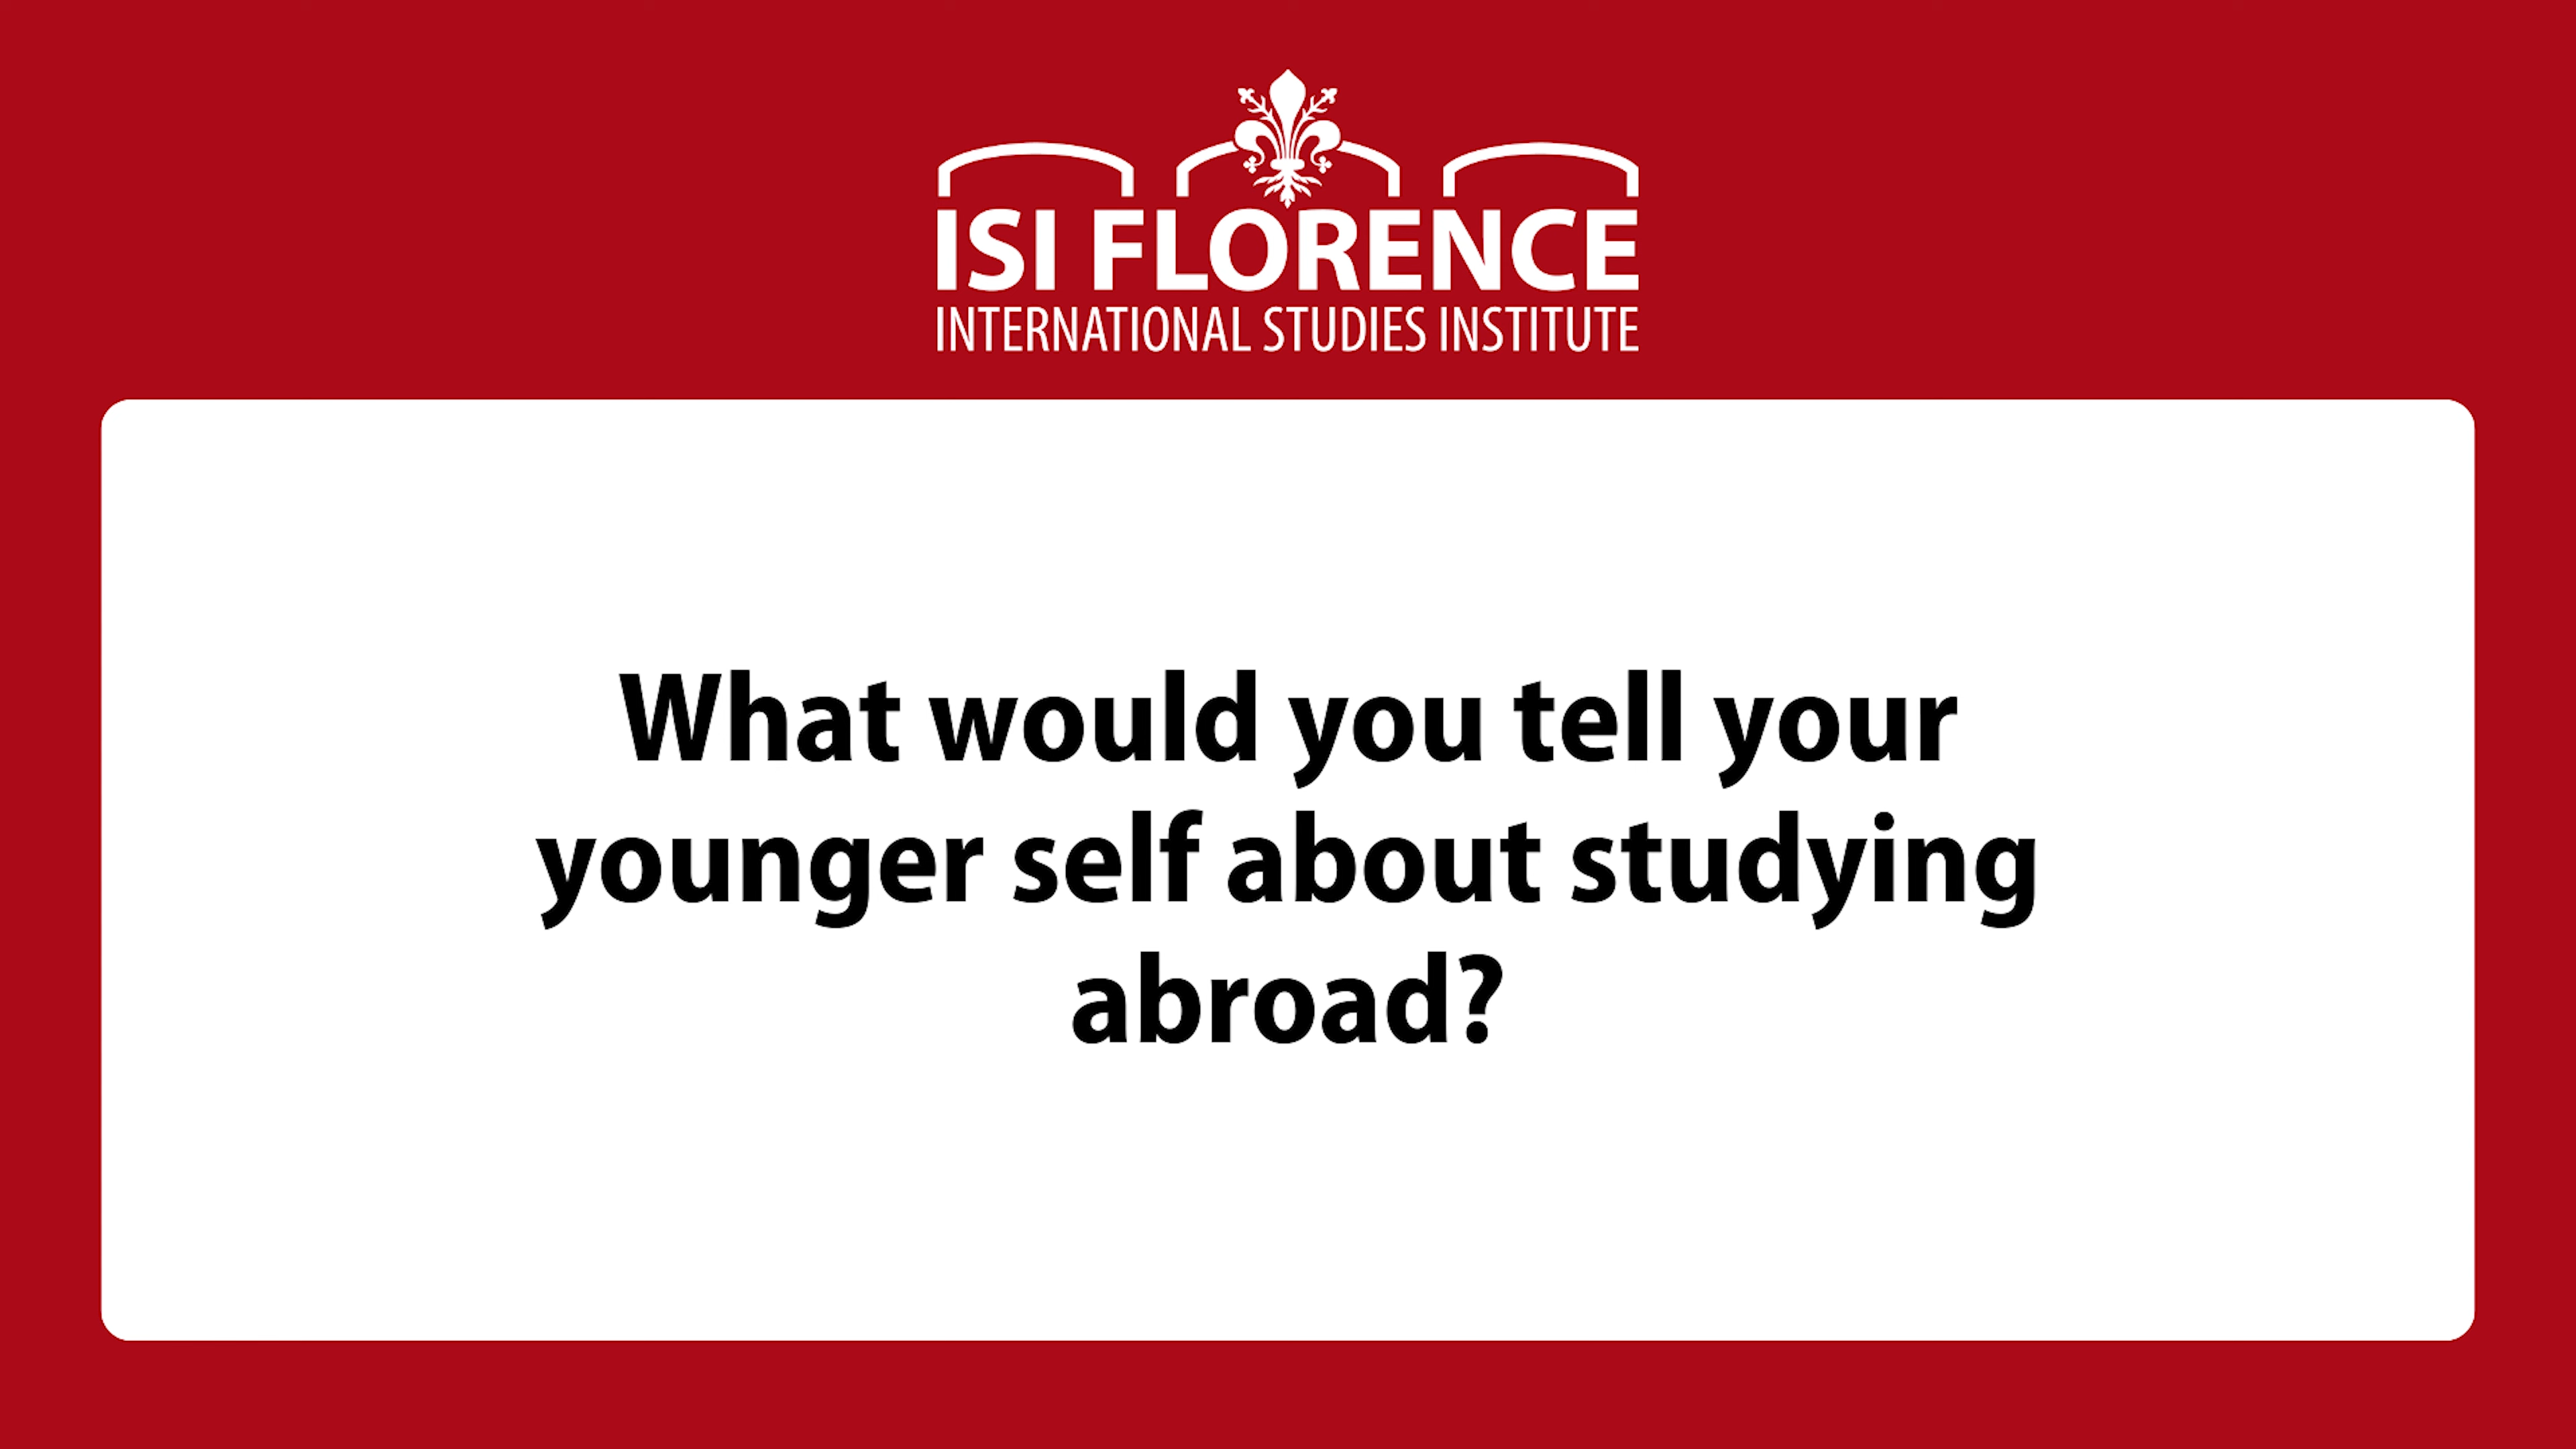 ISI FLORENCE
INTERNATIONAL STUDIES INSTITUTE
What would you tell your
younger self about studying
abroad?